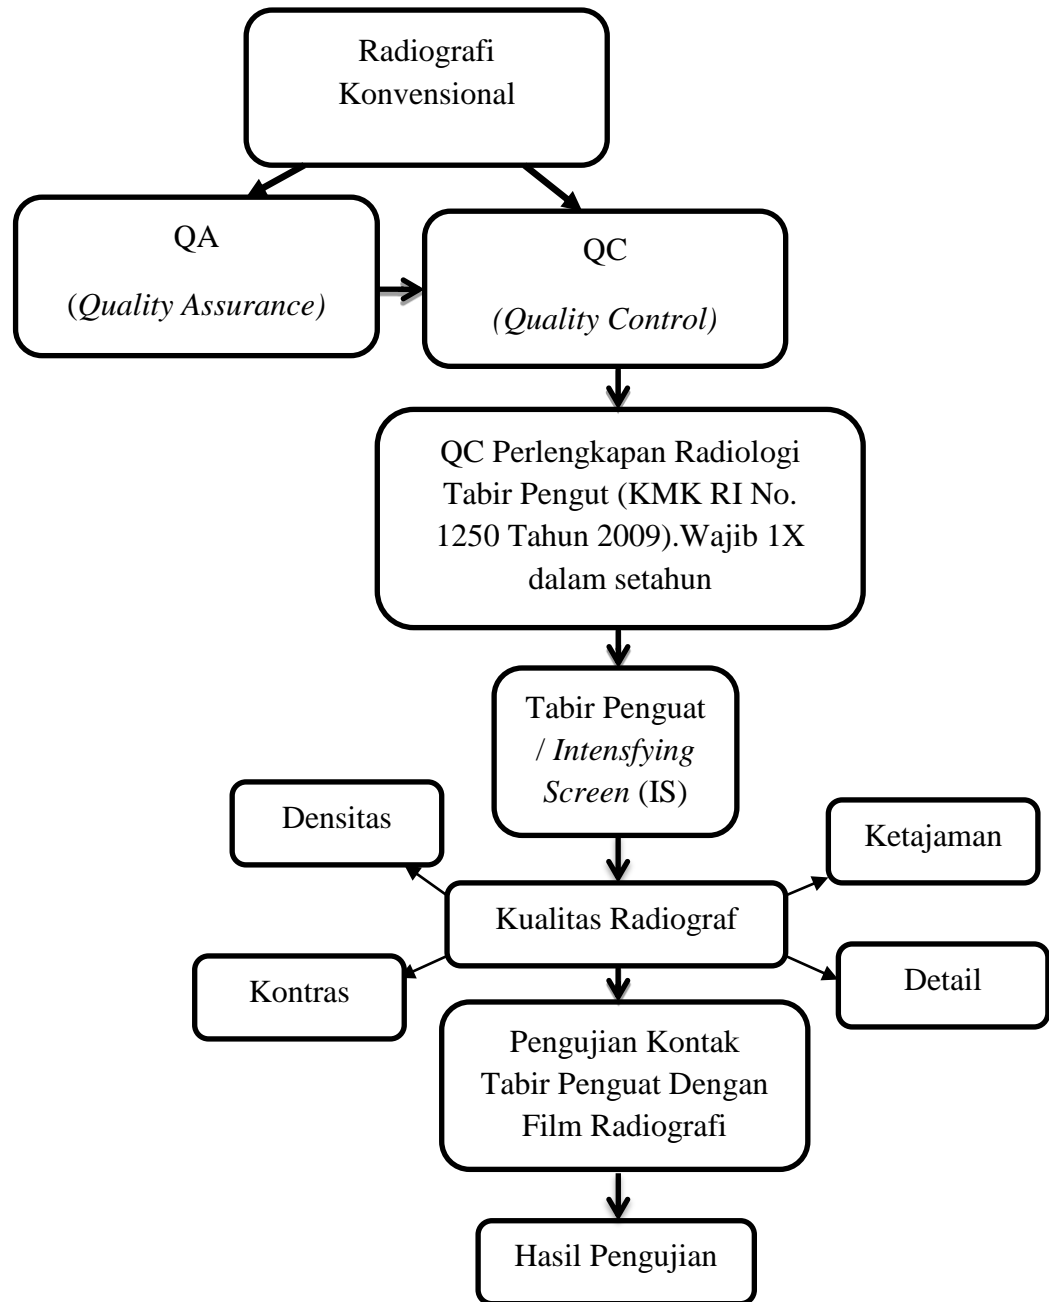 Radiografi
Konvensional
QA
(Quality Assurance)
QC
(Quality Control)
QC Perlengkapan Radiologi
Tabir Pengut (KMK RI No.
1250 Tahun 2009).Wajib 1X
dalam setahun
Tabir Penguat
/ Intensfying
Screen (IS)
Densitas
Ketajaman
Kualitas Radiograf
Kontras
Detail
Pengujian Kontak
Tabir Penguat Dengan
Film Radiografi
Hasil Pengujian